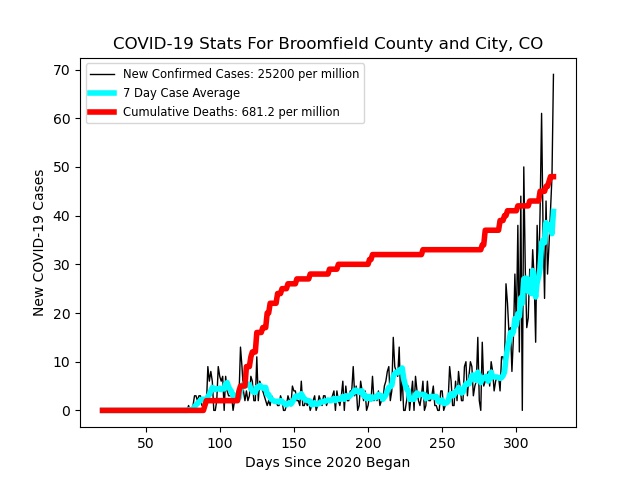 COVID-19 Stats For Broomfield County and City, CO
New Confirmed Cases: 25200 per million
7 Day Case Average
Cumulative Deaths: 681.2 per million
New COVID-19 Cases
70
60
50
40
30
20
10
0
50
100
150
200
250
300
Days Since 2020 Began